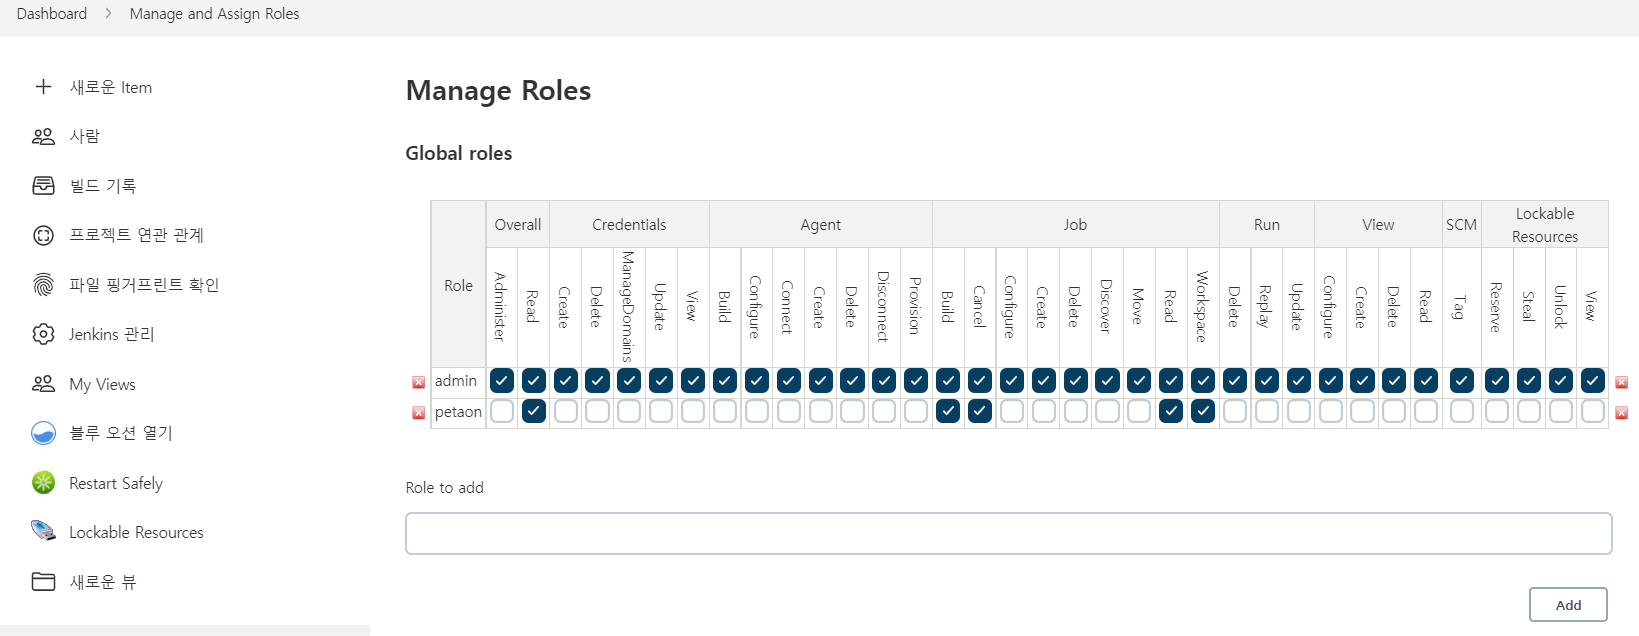 Dashboard > Manage and Assign Roles
새로운 Item
사람
빌드 기록
프로젝트 연관 관계
파일 핑거프린트 확인
Jenkins 관리
My Views
블루 오션 열기
Restart Safely
Lockable Resources
새로운 뷰
Manage Roles
Global roles
Role
Overall
Credentials
Agent
Job
Run
View
SCM
Lockable
Resources
Administer
Read
Create
Delete
ManageDomains
Update
View
Build
Configure
Connect
Create
Delete
Disconnect
Provision
Build
Cancel
Configure
Create
Delete
Discover
Move
Read
Workspace
Delete
Replay
Update
Configure
Create
Delete
Read
Tag
Reserve
Steal
Unlock
View
admin
petaon
Role to add
Add